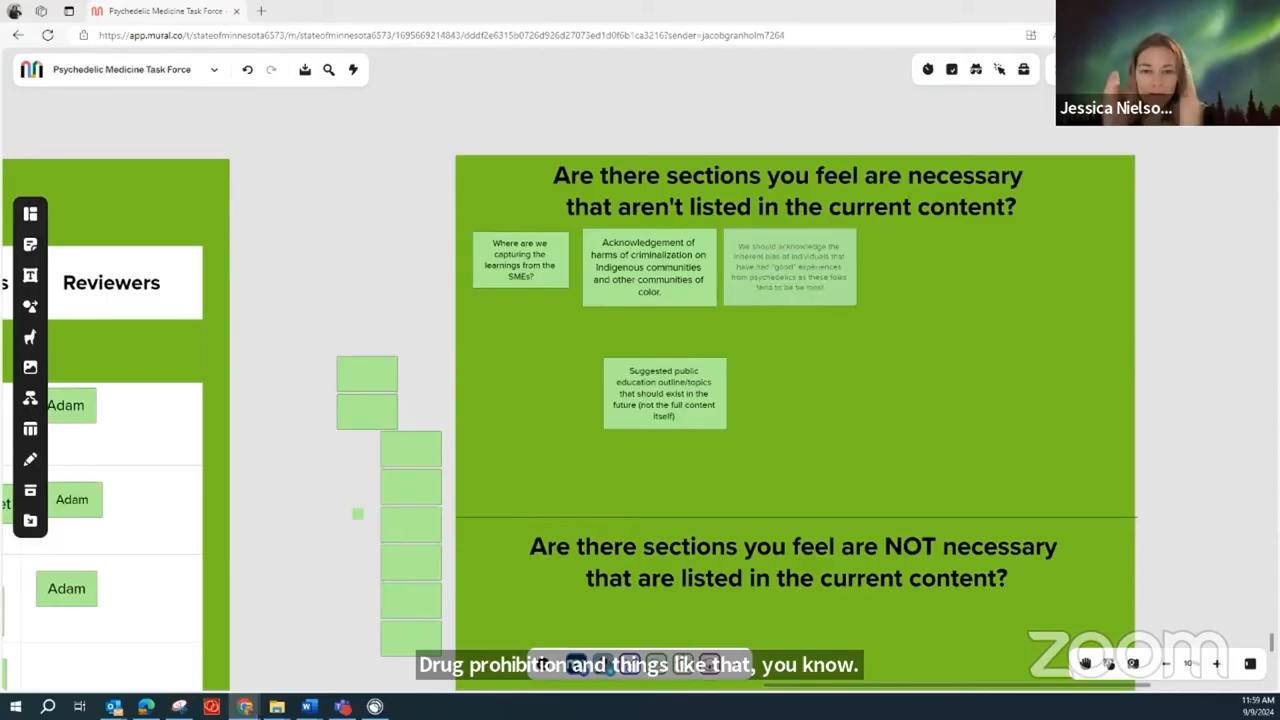 Psychedelic Medicine Task Force
https://app.mural.co/t/stateofminnesota6573/m/stateofminnesota6573/1695669214843/dddf2e6315b0726d926d27073ed1d0f6b1ca3216?sender=jacobgranholm7264
Psychedelic Medicine Task Force
Jessica Nielso...
Reviewers
Adam
Adam
Adam
Are there sections you feel are necessary
that aren't listed in the current content?
Where are we
capturing the
learnings from the
SMEs?
Acknowledgement of
harms of criminalization on
Indigenous communities
and other communities of
color.
We should acknowledge the
inherent bias of individuals that
have had "good" experiences
from psychedelics as these folks
tend to be
Suggested public
education outline/topics
that should exist in the
future (not the full content
itself)
Are there sections you feel are NOT necessary
that are listed in the current content?
Drug prohibition and things like that, you know.
zoom
11:59 AM
9/9/2024